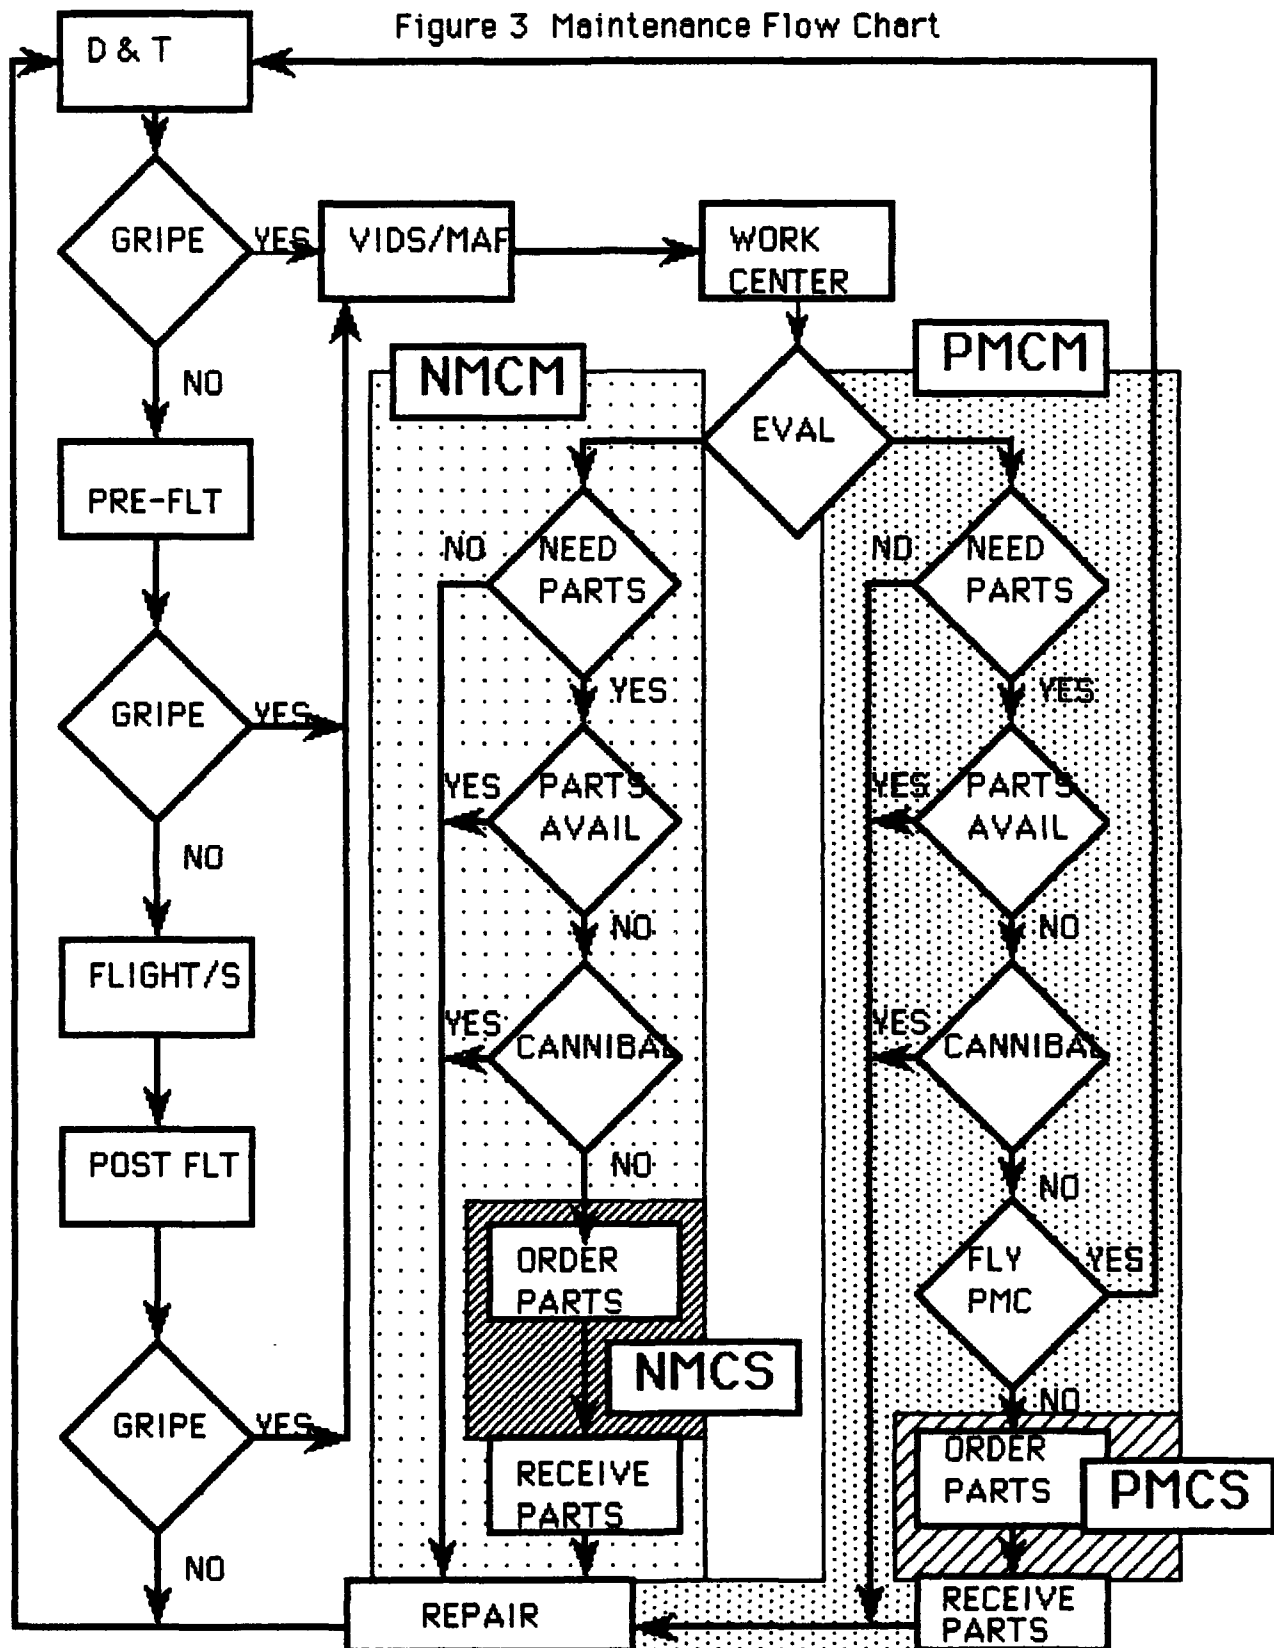 Figure 3 Maintenance Flow Chart
D & T
GRIPE
YES
VIDS/MAF
WORK
CENTER
NO
PRE-FLT
GRIPE
YES
NO
FLIGHT/S
POST FLT
GRIPE
YES
NO
NMCM
EVAL
PMCM
NO
NEED
PARTS
YES
YES
PARTS
AVAIL
NO
YES
CANNIBAL
NO
ORDER
PARTS
NMCS
RECEIVE
PARTS
REPAIR
NO
NEED
PARTS
YES
YES
PARTS
AVAIL
NO
YES
CANNIBAL
NO
FLY
PMC
YES
NO
ORDER
PARTS
PMCS
RECEIVE
PARTS